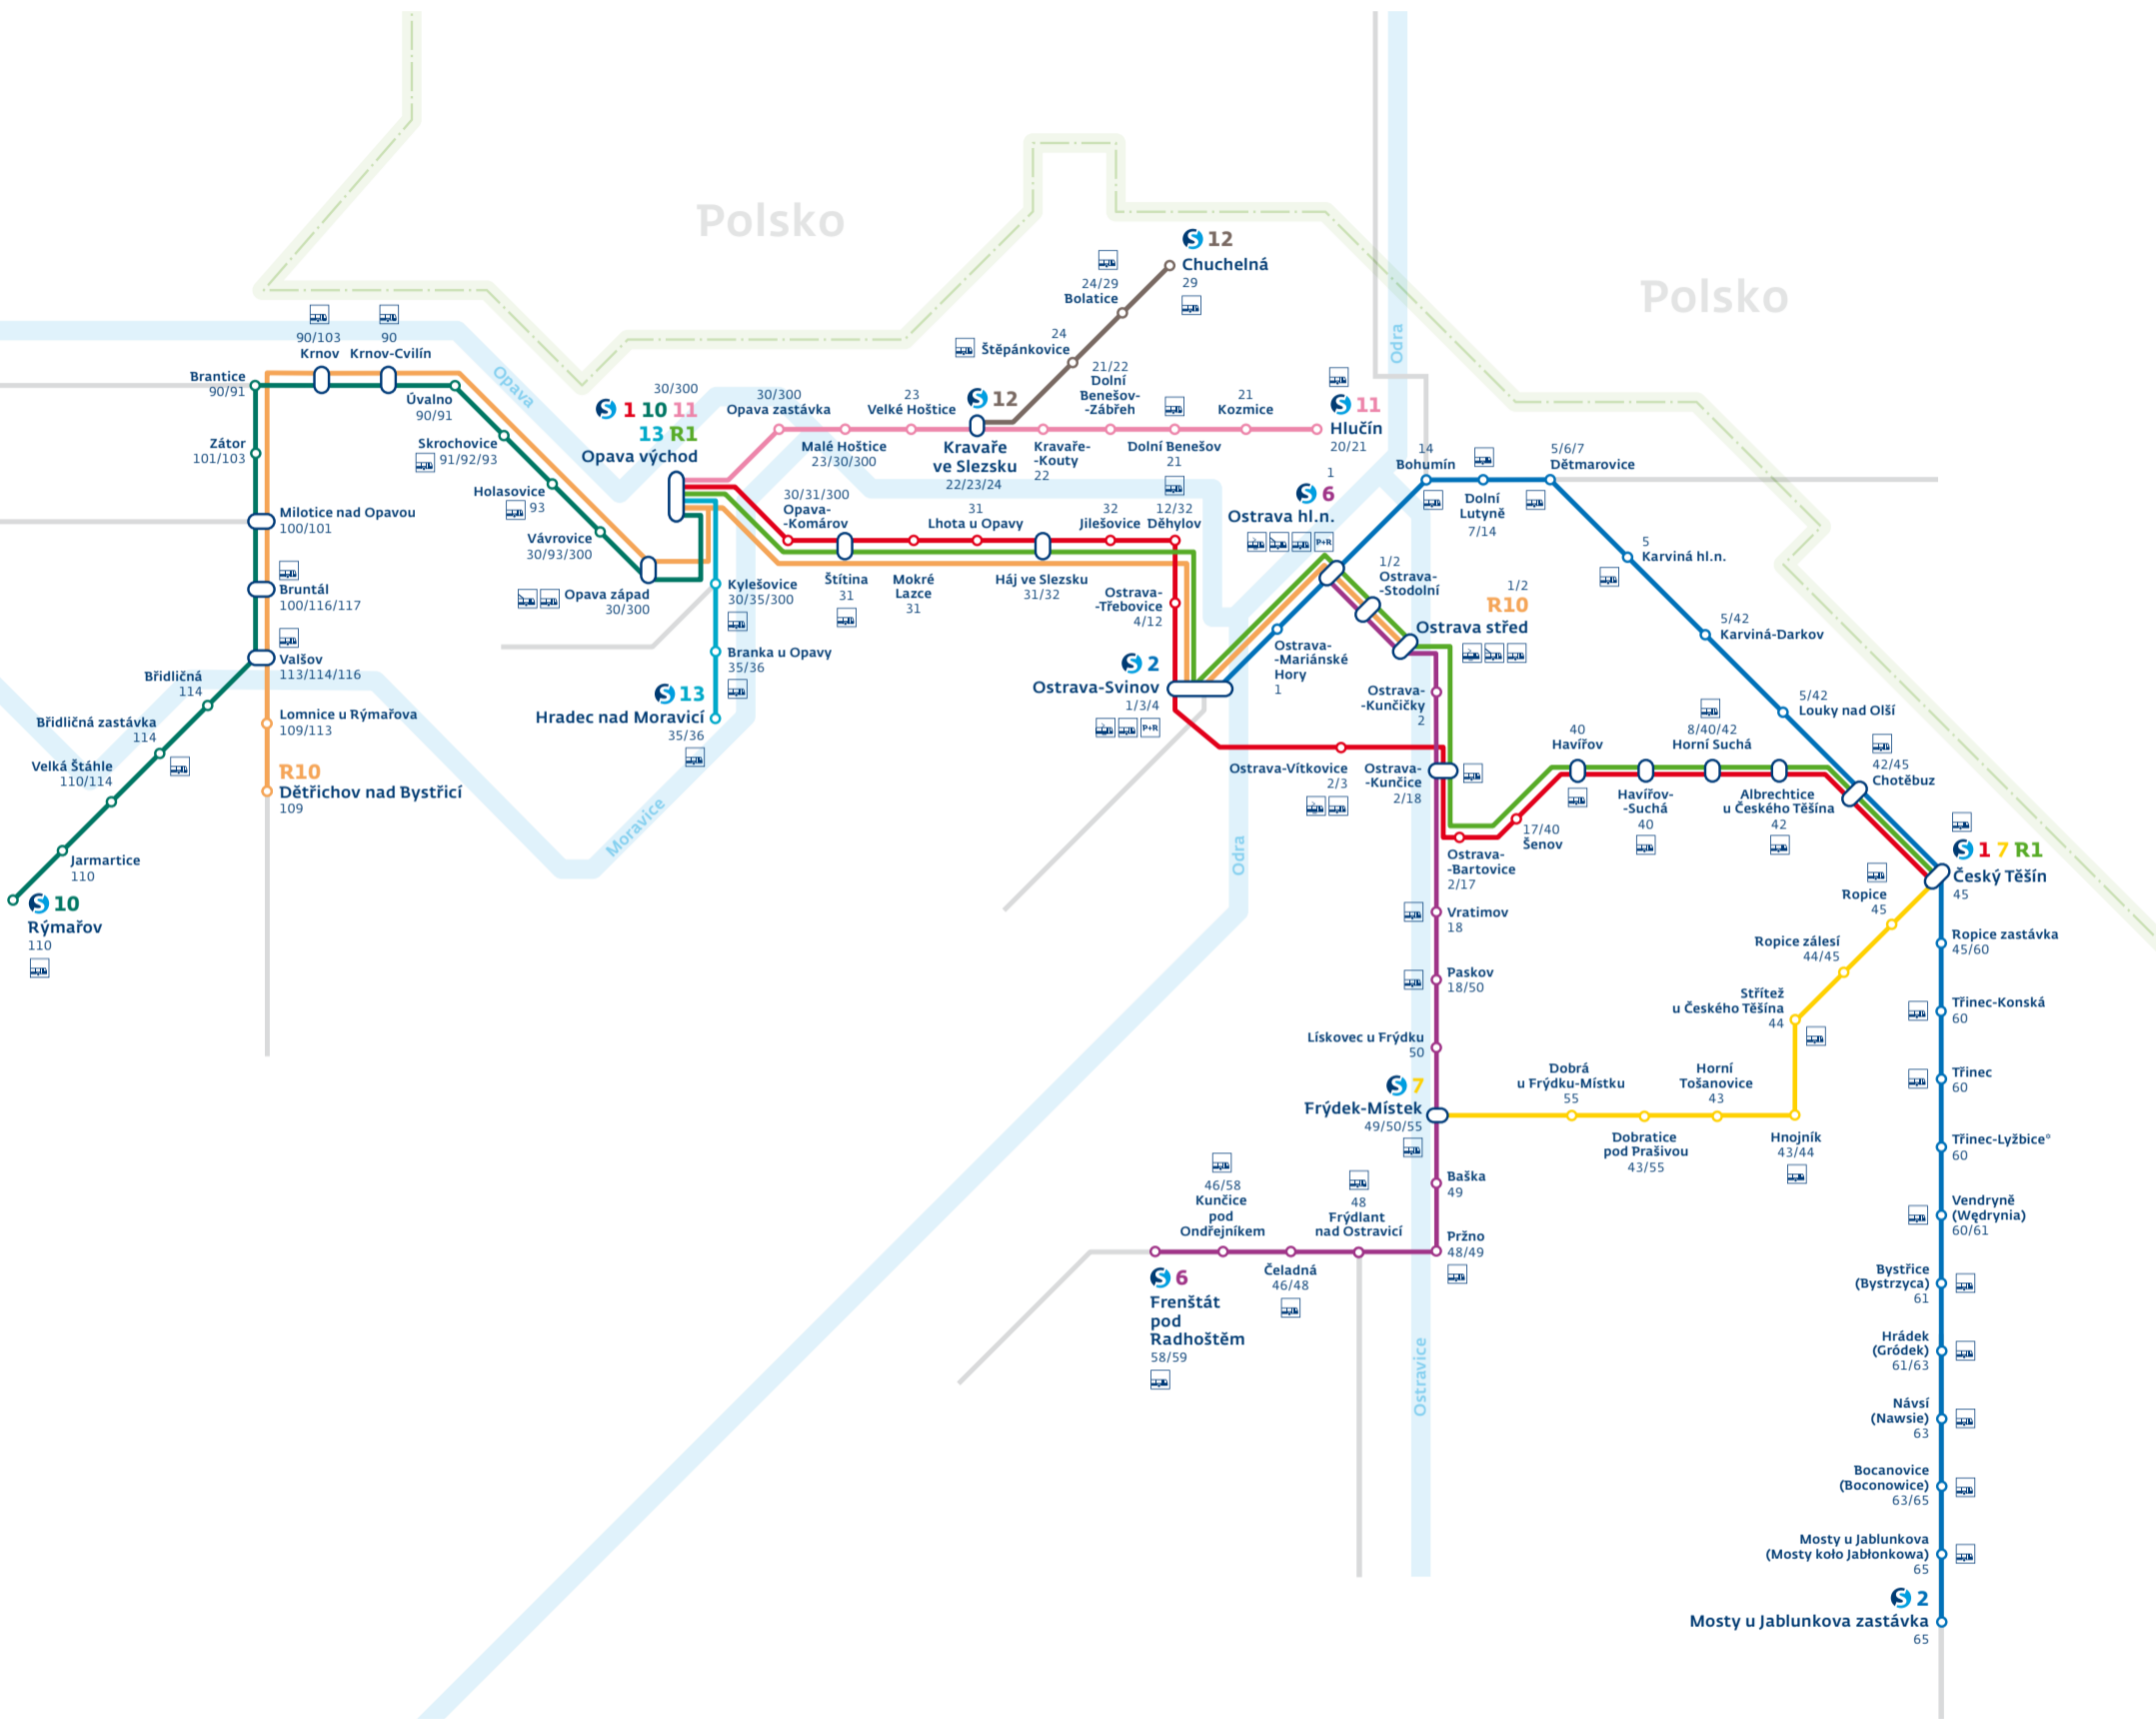 Polsko
Polsko
S 12
Chuchelná
29
24/29
Bolatice
24
Štěpánkovice
90/103
Krnov
90
Krnov-Cvilín
Brantice
90/91
Úvalno
90/91
Zátor
101/103
Skrochovice
91/92/93
Holasovice
93
Vávrovice
30/93/300
Milotice nad Opavou
100/101
Bruntál
100/116/117
Valšov
113/114/116
Lomnice u Rýmařova
109/113
R10
Dětřichov nad Bystřicí
109
Břidličná
114
Břidličná zastávka
114
Velká Štáhle
110/114
Jarmartice
110
S 10
Rýmařov
110
Opava
Opava západ
30/300
30/300
S 1 10 11
13 R1
Opava východ
30/300
Opava zastávka
Malé Hoštice
23/30/300
23
Velké Hoštice
S 12
Kravaře
ve Slezsku
22/23/24
Kravaře-
-Kouty
22
21/22
Dolní
Benešov-
-Zábřeh
Dolní Benešov
21
21
Kozmice
S 11
Hlučín
20/21
30/31/300
Opava-
-Komárov
Štítina
31
31
Lhota u Opavy
Mokré
Lazce
31
Háj ve Slezsku
31/32
32
Jilešovice
12/32
Děhylov
Ostrava-
-Třebovice
4/12
Kylešovice
30/35/300
Branka u Opavy
35/36
S 13
Hradec nad Moravicí
35/36
Moravice
S 2
Ostrava-Svinov
1/3/4
P+R
1
S 6
Ostrava hl.n.
P+R
Ostrava-
-Mariánské
Hory
1
1/2
Ostrava-
-Stodolní
1/2
R10
Ostrava střed
Odra
Odra
14
Bohumín
Dolní
Lutyně
7/14
5/6/7
Dětmarovice
5
Karviná hl.n.
5/42
Karviná-Darkov
5/42
Louky nad Olší
42/45
Chotěbuz
S 1 7 R1
Český Těšín
45
Ostrava-
-Kunčičky
2
Ostrava-Vítkovice
2/3
Ostrava-
-Kunčice
2/18
Ostrava-
-Bartovice
2/17
17/40
Šenov
40
Havířov
Havířov-
-Suchá
40
8/40/42
Horní Suchá
Albrechtice
u Českého Těšína
42
Vratimov
18
Paskov
18/50
Lískovec u Frýdku
50
S 7
Frýdek-Místek
49/50/55
Dobrá
u Frýdku-Místku
55
Dobratice
pod Prašivou
43/55
Horní
Tošanovice
43
Hnojník
43/44
Střítež
u Českého Těšína
44
Ropice zálesí
44/45
Ropice
45
Baška
49
Pržno
48/49
48
Frýdlant
nad Ostravicí
Čeladná
46/48
46/58
Kunčice
pod
Ondřejníkem
S 6
Frenštát
pod
Radhoštěm
58/59
Ostravice
Ropice zastávka
45/60
Třinec-Konská
60
Třinec
60
Třinec-Lyžbice*
60
Vendryně
(Wędrynia)
60/61
Bystřice
(Bystrzyca)
61
Hrádek
(Gródek)
61/63
Návsí
(Nawsie)
63
Bocanovice
(Boconowice)
63/65
Mosty u Jablunkova
(Mosty koło Jabłonkowa)
65
S 2
Mosty u Jablunkova zastávka
65